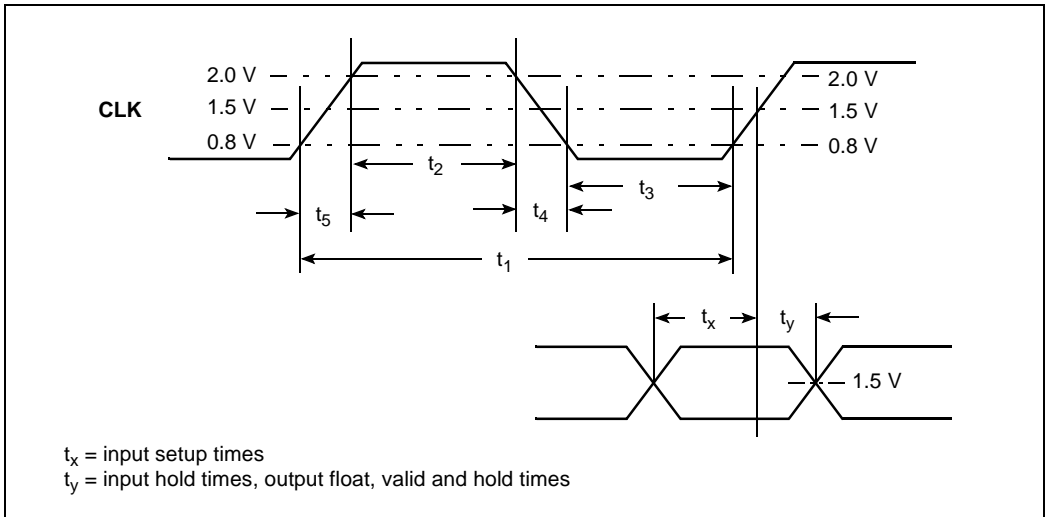 2.0 V
2.0 V
CLK
1.5 V
1.5 V
0.8 V
0.8 V
t2
t3
t5
t4
t1
tx
ty
1.5 V
tx = input setup times
ty = input hold times, output float, valid and hold times